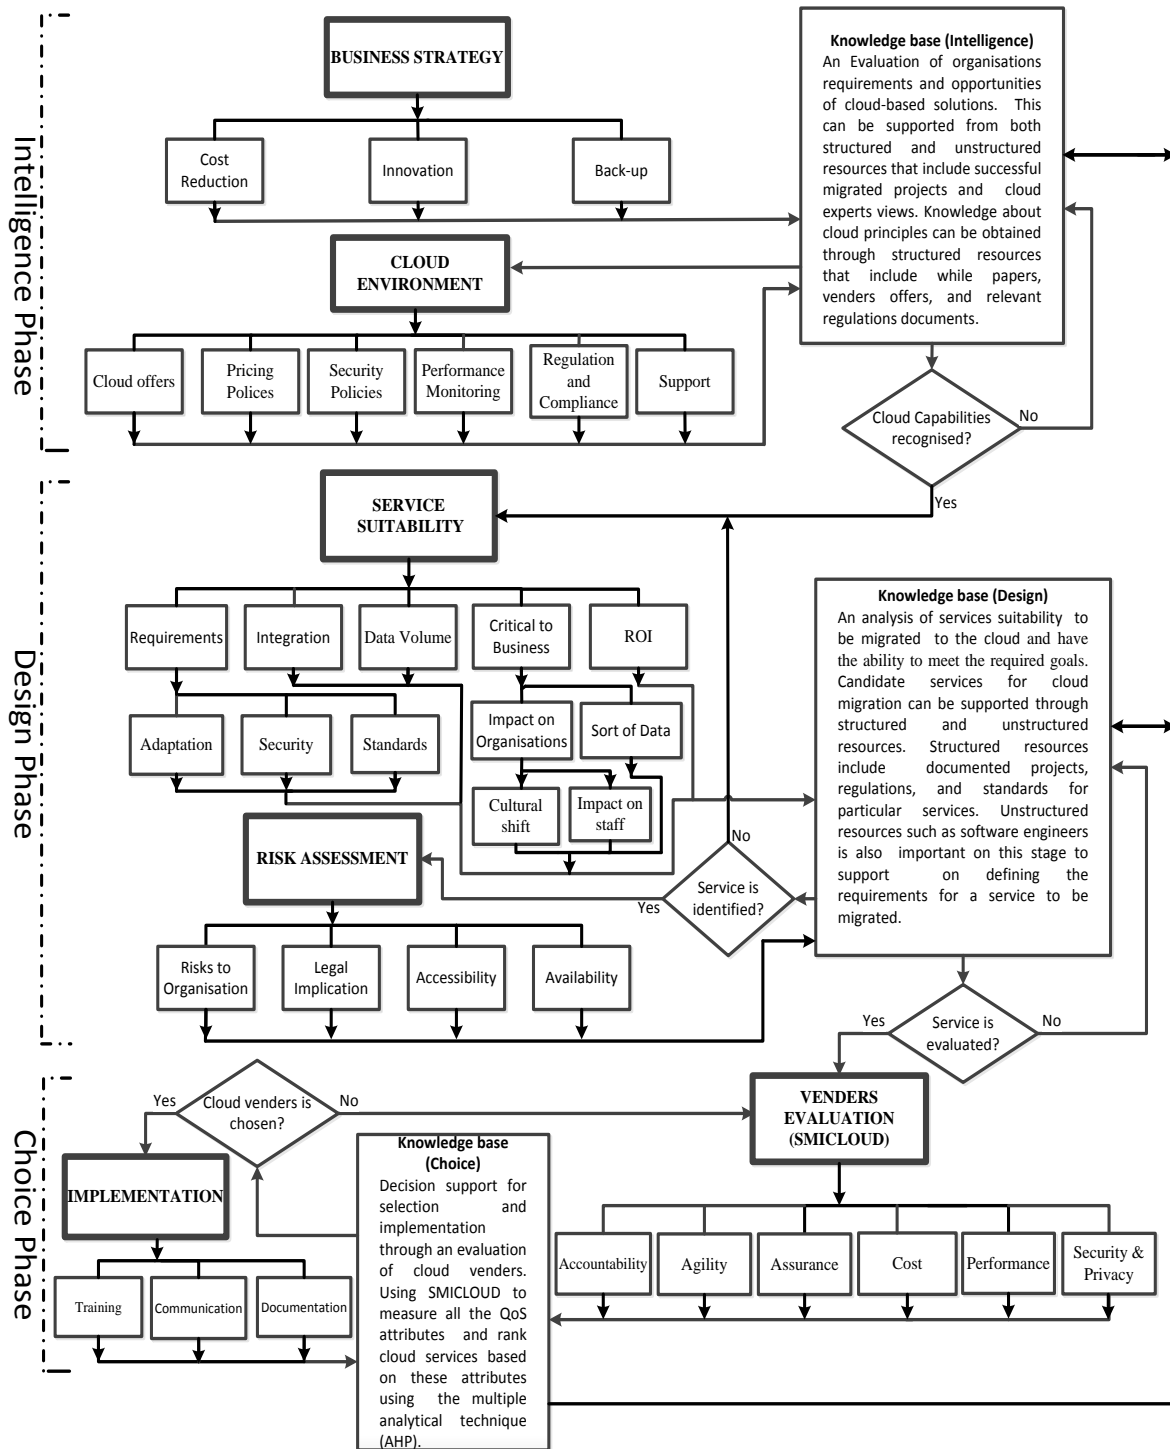 Intelligence Phase
BUSINESS STRATEGY
Cost
Reduction
Innovation
Back-up
Knowledge base (Intelligence)
An Evaluation of organisations
requirements and opportunities
of cloud-based solutions. This
can be supported from both
structured and unstructured
resources that include successful
migrated projects and cloud
experts views. Knowledge about
cloud principles can be obtained
through structured resources
that include while papers,
venders offers, and relevant
regulations documents.
CLOUD
ENVIRONMENT
Cloud offers
Pricing
Polices
Security
Policies
Performance
Monitoring
Regulation
and
Compliance
Support
Cloud Capabilities
recognised?
No
Yes
Design Phase
SERVICE
SUITABILITY
Requirements
Integration
Data Volume
Critical to
Business
ROI
Adaptation
Security
Standards
Impact on
Organisations
Sort of Data
Cultural
shift
Impact on
staff
Knowledge base (Design)
An analysis of services suitability to
be migrated to the cloud and have
the ability to meet the required goals.
Candidate services for cloud
migration can be supported through
structured and unstructured
resources. Structured resources
include documented projects,
regulations, and standards for
particular services. Unstructured
resources such as software engineers
is also important on this stage to
support on defining the
requirements for a service to be
migrated.
RISK ASSESSMENT
No
Yes
Service is
identified?
Risks to
Organisation
Legal
Implication
Accessibility
Availability
Yes
Service is
evaluated?
No
Choice Phase
Yes
Cloud venders is
chosen?
No
VENDERS
EVALUATION
(SMICLOUD)
IMPLEMENTATION
Training
Communication
Documentation
Knowledge base
(Choice)
Decision support for
selection and
implementation
through an evaluation
of cloud venders.
Using SMICLOUD to
measure all the QoS
attributes and rank
cloud services based
on these attributes
using the multiple
analytical technique
(AHP).
Accountability
Agility
Assurance
Cost
Performance
Security &
Privacy